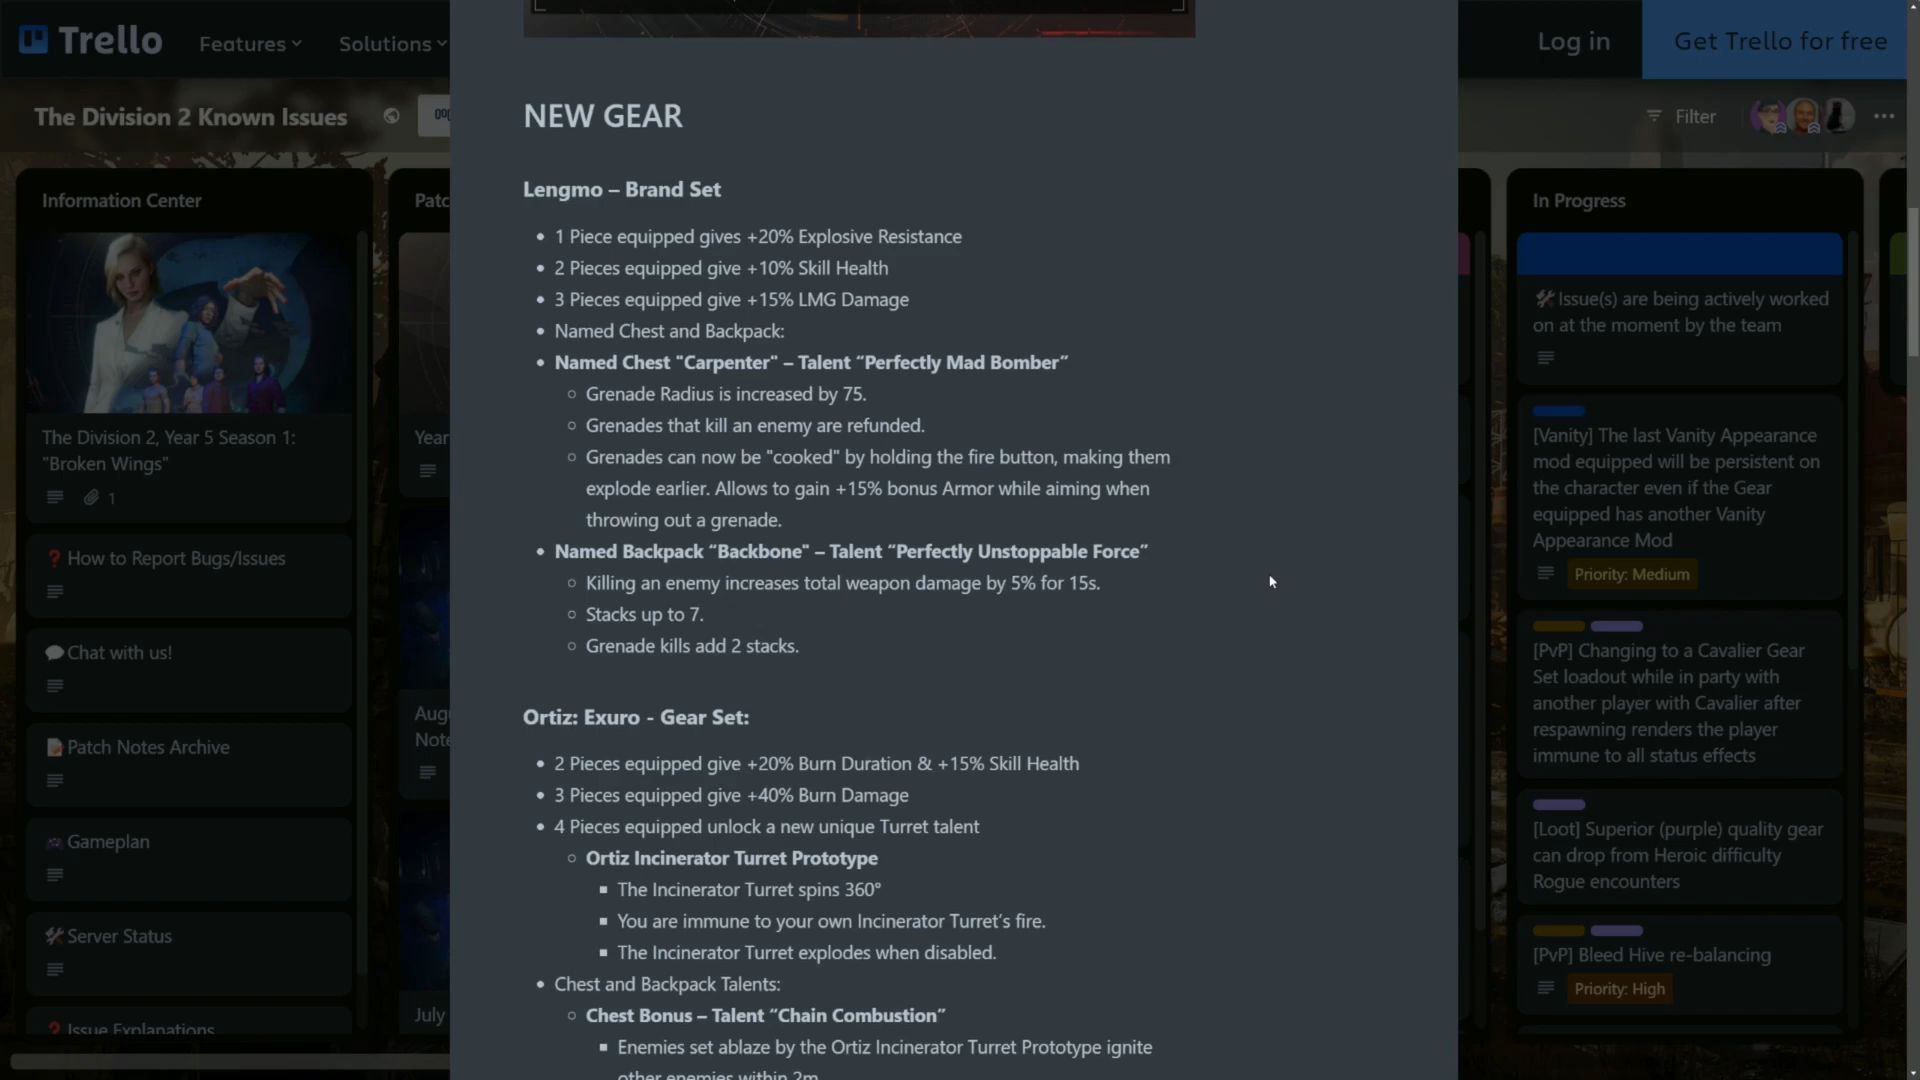 Trello
Features
Solutions
Log in
Get Trello for free
The Division 2 Known Issues
Filter
Information Center
The Division 2, Year 5 Season 1:
"Broken Wings"
1
❓How to Report Bugs/Issues
💬Chat with us!
📝Patch Notes Archive
🎮Gameplan
🛠Server Status
❓Issue Explanations
Patc
Year
Aug
Note
July
NEW GEAR
Lengmo – Brand Set
• 1 Piece equipped gives +20% Explosive Resistance
• 2 Pieces equipped give +10% Skill Health
• 3 Pieces equipped give +15% LMG Damage
• Named Chest and Backpack:
• Named Chest "Carpenter" – Talent “Perfectly Mad Bomber”
○ Grenade Radius is increased by 75.
○ Grenades that kill an enemy are refunded.
○ Grenades can now be "cooked" by holding the fire button, making them
explode earlier. Allows to gain +15% bonus Armor while aiming when
throwing out a grenade.
• Named Backpack “Backbone" – Talent “Perfectly Unstoppable Force”
○ Killing an enemy increases total weapon damage by 5% for 15s.
○ Stacks up to 7.
○ Grenade kills add 2 stacks.
Ortiz: Exuro - Gear Set:
• 2 Pieces equipped give +20% Burn Duration & +15% Skill Health
• 3 Pieces equipped give +40% Burn Damage
• 4 Pieces equipped unlock a new unique Turret talent
○ Ortiz Incinerator Turret Prototype
▪ The Incinerator Turret spins 360°
▪ You are immune to your own Incinerator Turret’s fire.
▪ The Incinerator Turret explodes when disabled.
• Chest and Backpack Talents:
○ Chest Bonus – Talent “Chain Combustion”
▪ Enemies set ablaze by the Ortiz Incinerator Turret Prototype ignite
other enemies within 2m
In Progress
🛠Issue(s) are being actively worked
on at the moment by the team
[Vanity] The last Vanity Appearance
mod equipped will be persistent on
the character even if the Gear
equipped has another Vanity
Appearance Mod
Priority: Medium
[PvP] Changing to a Cavalier Gear
Set loadout while in party with
another player with Cavalier after
respawning renders the player
immune to all status effects
[Loot] Superior (purple) quality gear
can drop from Heroic difficulty
Rogue encounters
[PvP] Bleed Hive re-balancing
Priority: High